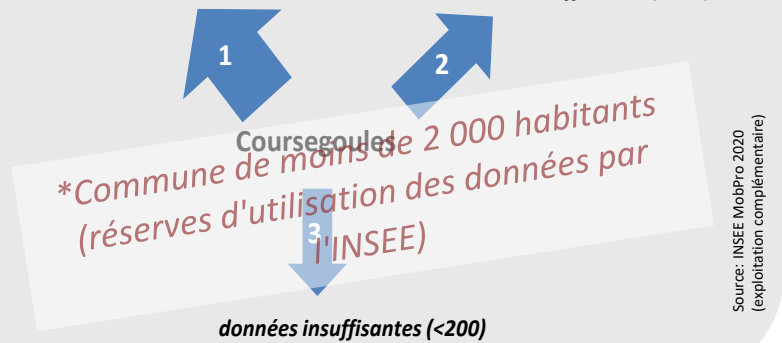 1
2
Coursegoules
*Commune de moins de 2 000 habitants
(réserves d'utilisation des données par
l'INSEE)
3
données insuffisantes (<200)
Source: INSEE MobPro 2020
(exploitation complémentaire)